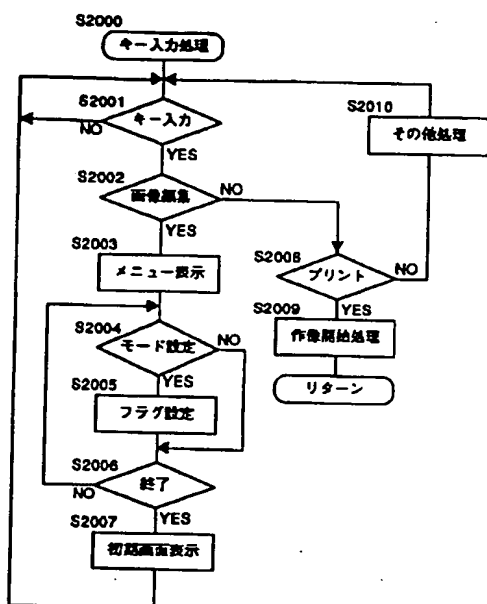 S2000
キー入力処理
S2001
キー入力
NO
YES
S2002
画像編集
NO
YES
S2003
メニュー表示
S2004
モード設定
NO
YES
S2005
フラグ設定
S2006
終了
NO
YES
S2007
初期画面表示
S2008
プリント
NO
YES
S2009
作像開始処理
リターン
S2010
その他処理